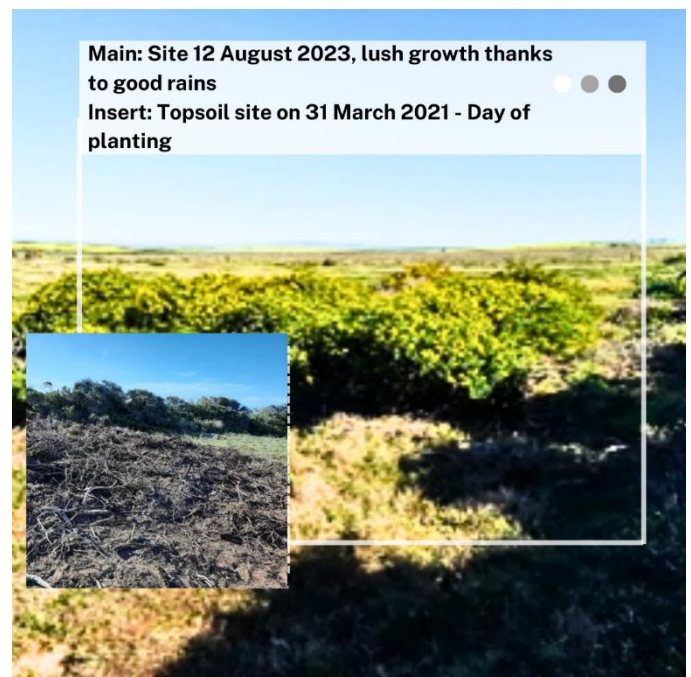 Main: Site 12 August 2023, lush growth thanks
to good rains
Insert: Topsoil site on 31 March 2021 - Day of
planting